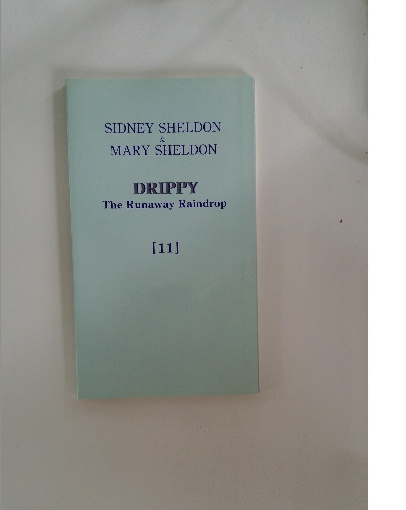 SIDNEY SHELDON
&
MARY SHELDON
DRIPPY
The Runaway Raindrop
[11]